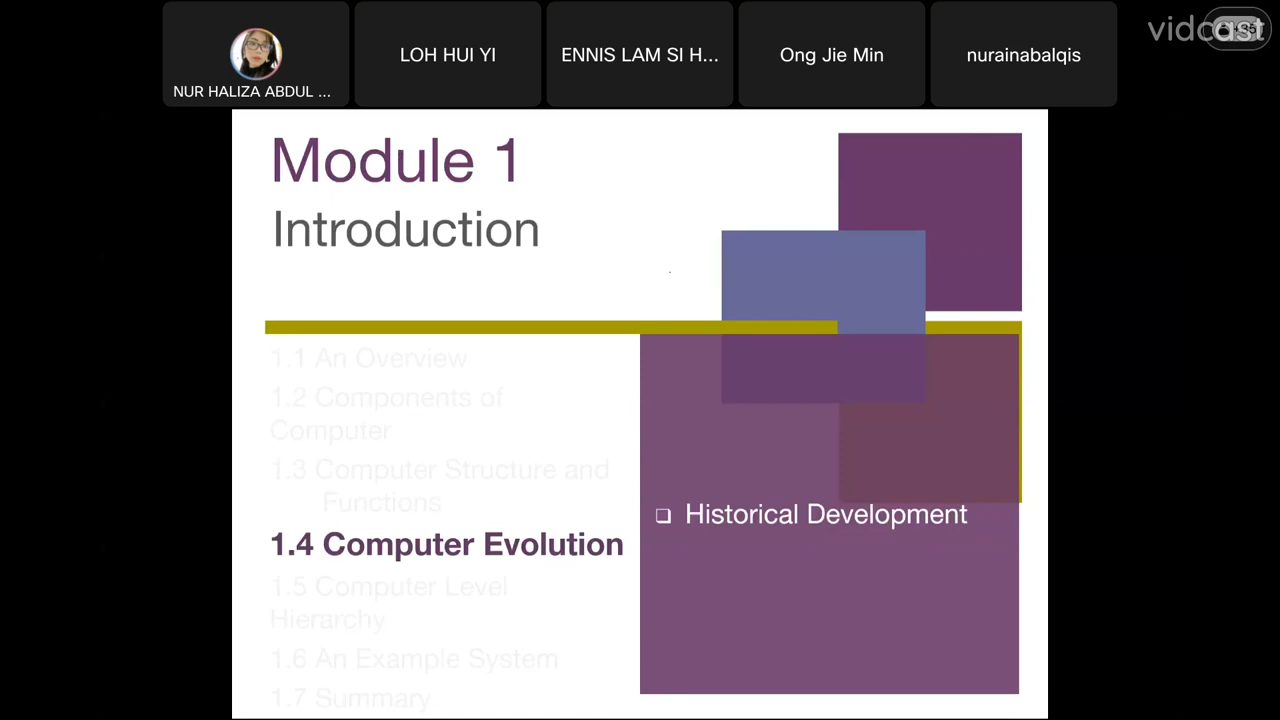 vidcast
NUR HALIZA ABDUL ...
LOH HUI YI
ENNIS LAM SI H...
Ong Jie Min
nurainabalqis
Module 1
Introduction
1.1 An Overview
1.2 Components of
Computer
1.3 Computer Structure and
Functions
1.4 Computer Evolution
1.5 Computer Level
Hierarchy
1.6 An Example System
1.7 Summary
❑ Historical Development